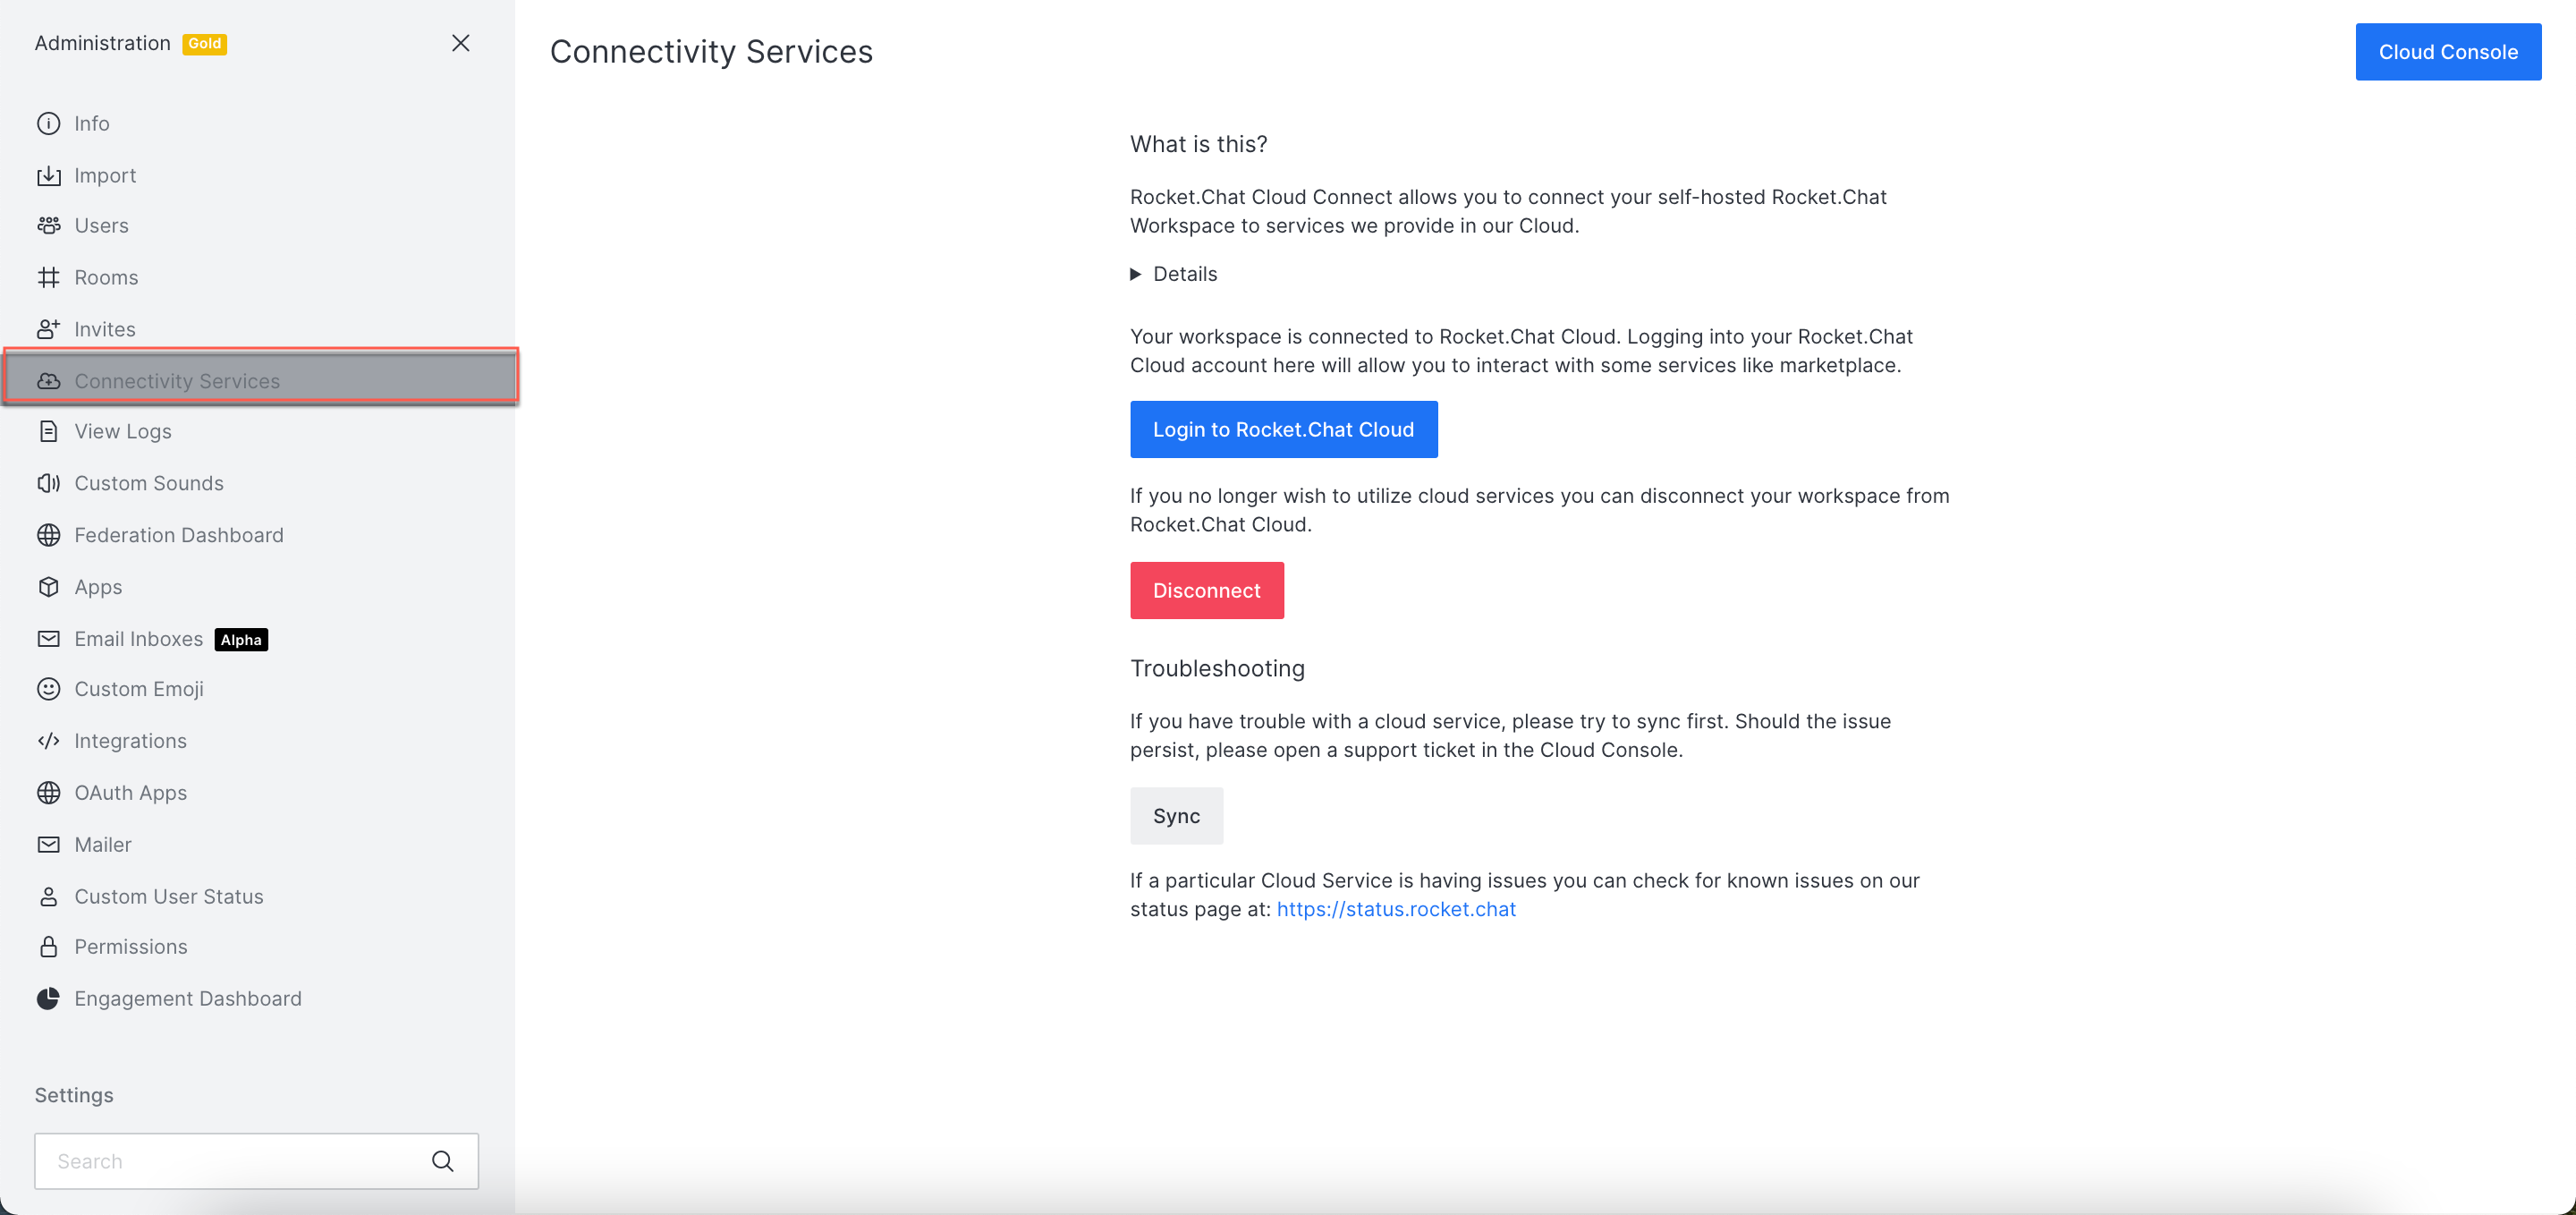 Administration Gold
Info
Import
Users
Rooms
Invites
Connectivity Services
View Logs
Custom Sounds
Federation Dashboard
Apps
Email Inboxes Alpha
Custom Emoji
Integrations
OAuth Apps
Mailer
Custom User Status
Permissions
Engagement Dashboard
Settings
Search
Connectivity Services
Cloud Console
What is this?
Rocket.Chat Cloud Connect allows you to connect your self-hosted Rocket.Chat
Workspace to services we provide in our Cloud.
Details
Your workspace is connected to Rocket.Chat Cloud. Logging into your Rocket.Chat
Cloud account here will allow you to interact with some services like marketplace.
Login to Rocket.Chat Cloud
If you no longer wish to utilize cloud services you can disconnect your workspace from
Rocket.Chat Cloud.
Disconnect
Troubleshooting
If you have trouble with a cloud service, please try to sync first. Should the issue
persist, please open a support ticket in the Cloud Console.
Sync
If a particular Cloud Service is having issues you can check for known issues on our
status page at: https://status.rocket.chat